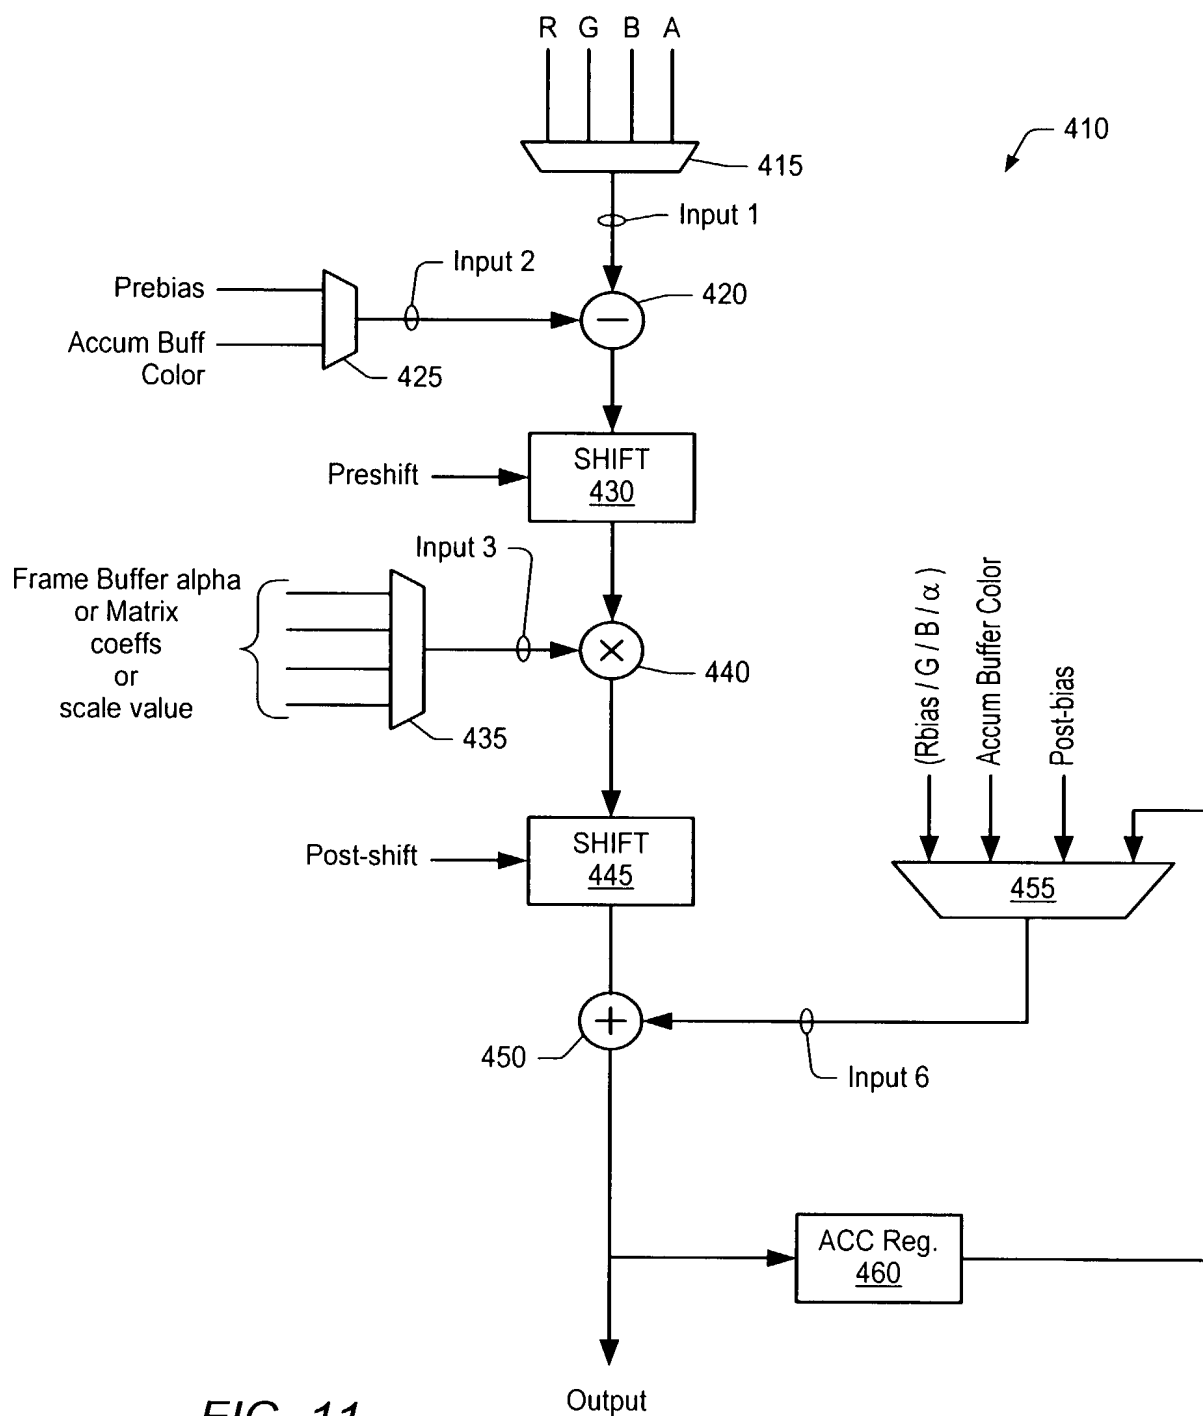 R G B A
410
415
Input 1
Input 2
Prebias
420
−
Accum Buff
Color
425
SHIFT
430
Preshift
Input 3
Frame Buffer alpha
or Matrix
coeffs
or
scale value
×
440
435
(Rbias / G / B / α )
Accum Buffer Color
Post-bias
SHIFT
445
Post-shift
455
+
450
Input 6
ACC Reg.
460
Output
FIG. 11